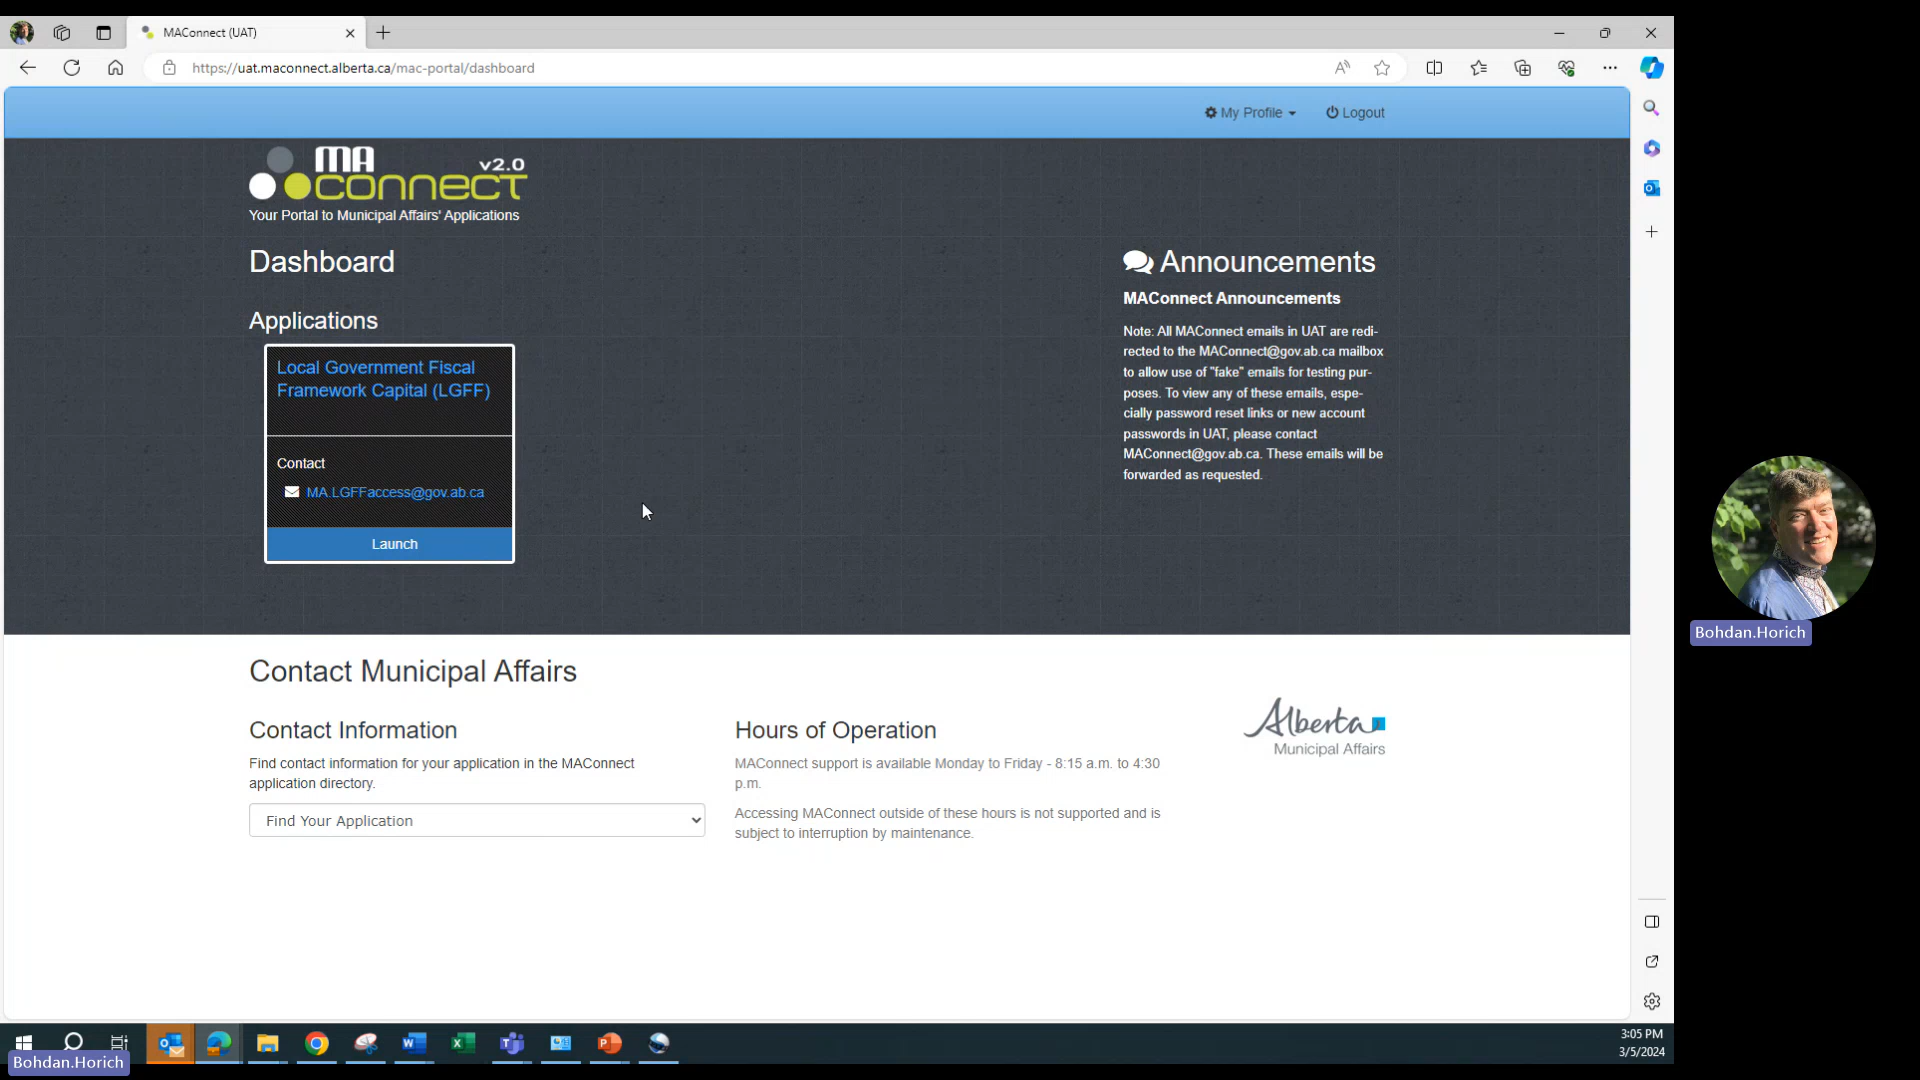 MAConnect (UAT)
https://uat.maconnect.alberta.ca/mac-portal/dashboard
My Profile
Logout
MA
connect
v2.0
Your Portal to Municipal Affairs' Applications
Dashboard
Applications
Local Government Fiscal
Framework Capital (LGFF)
Contact
MA.LGFFaccess@gov.ab.ca
Launch
Announcements
MAConnect Announcements
Note: All MAConnect emails in UAT are redi-
rected to the MAConnect@gov.ab.ca mailbox
to allow use of "fake" emails for testing pur-
poses. To view any of these emails, espe-
cially password reset links or new account
passwords in UAT, please contact
MAConnect@gov.ab.ca. These emails will be
forwarded as requested.
Bohdan.Horich
Contact Municipal Affairs
Contact Information
Find contact information for your application in the MAConnect
application directory.
Find Your Application
Hours of Operation
MAConnect support is available Monday to Friday - 8:15 a.m. to 4:30
p.m.
Accessing MAConnect outside of these hours is not supported and is
subject to interruption by maintenance.
Alberta
Municipal Affairs
3:05 PM
3/5/2024
Bohdan.Horich